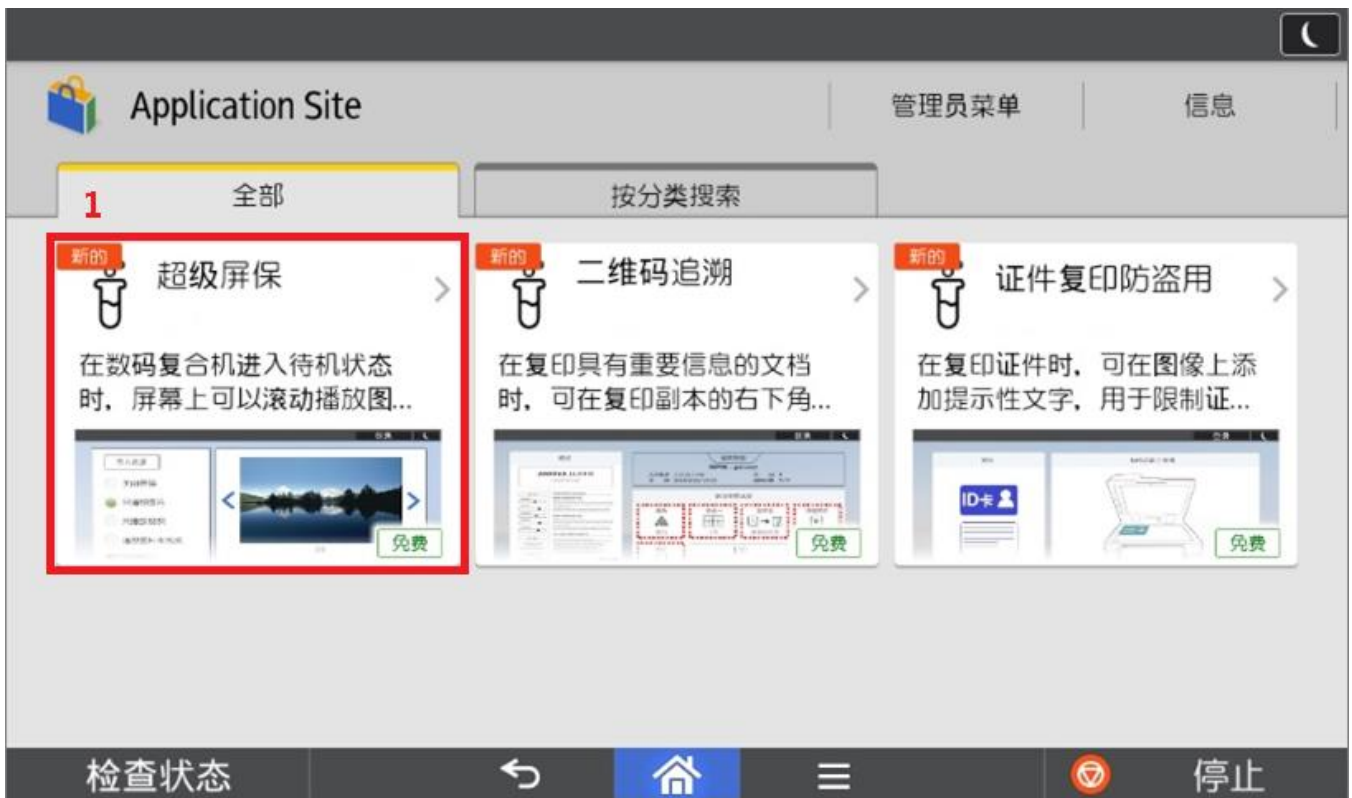 Application Site
管理员菜单
信息
1
全部
按分类搜索
新的
超级屏保
在数码复合机进入待机状态
时，屏幕上可以滚动播放图...
免费
新的
二维码追溯
在复印具有重要信息的文档
时，可在复印副本的右下角...
免费
新的
证件复印防盗用
在复印证件时，可在图像上添
加提示性文字，用于限制证...
ID卡
免费
检查状态
停止